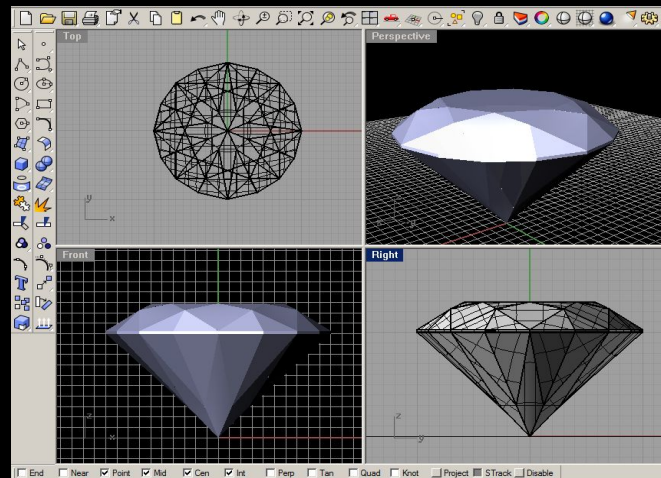 Top
Perspective
y
x
Front
Right
z
x
z
y
End Near Point Mid Cen Int Perp Tan Quad Knot Project STrack Disable